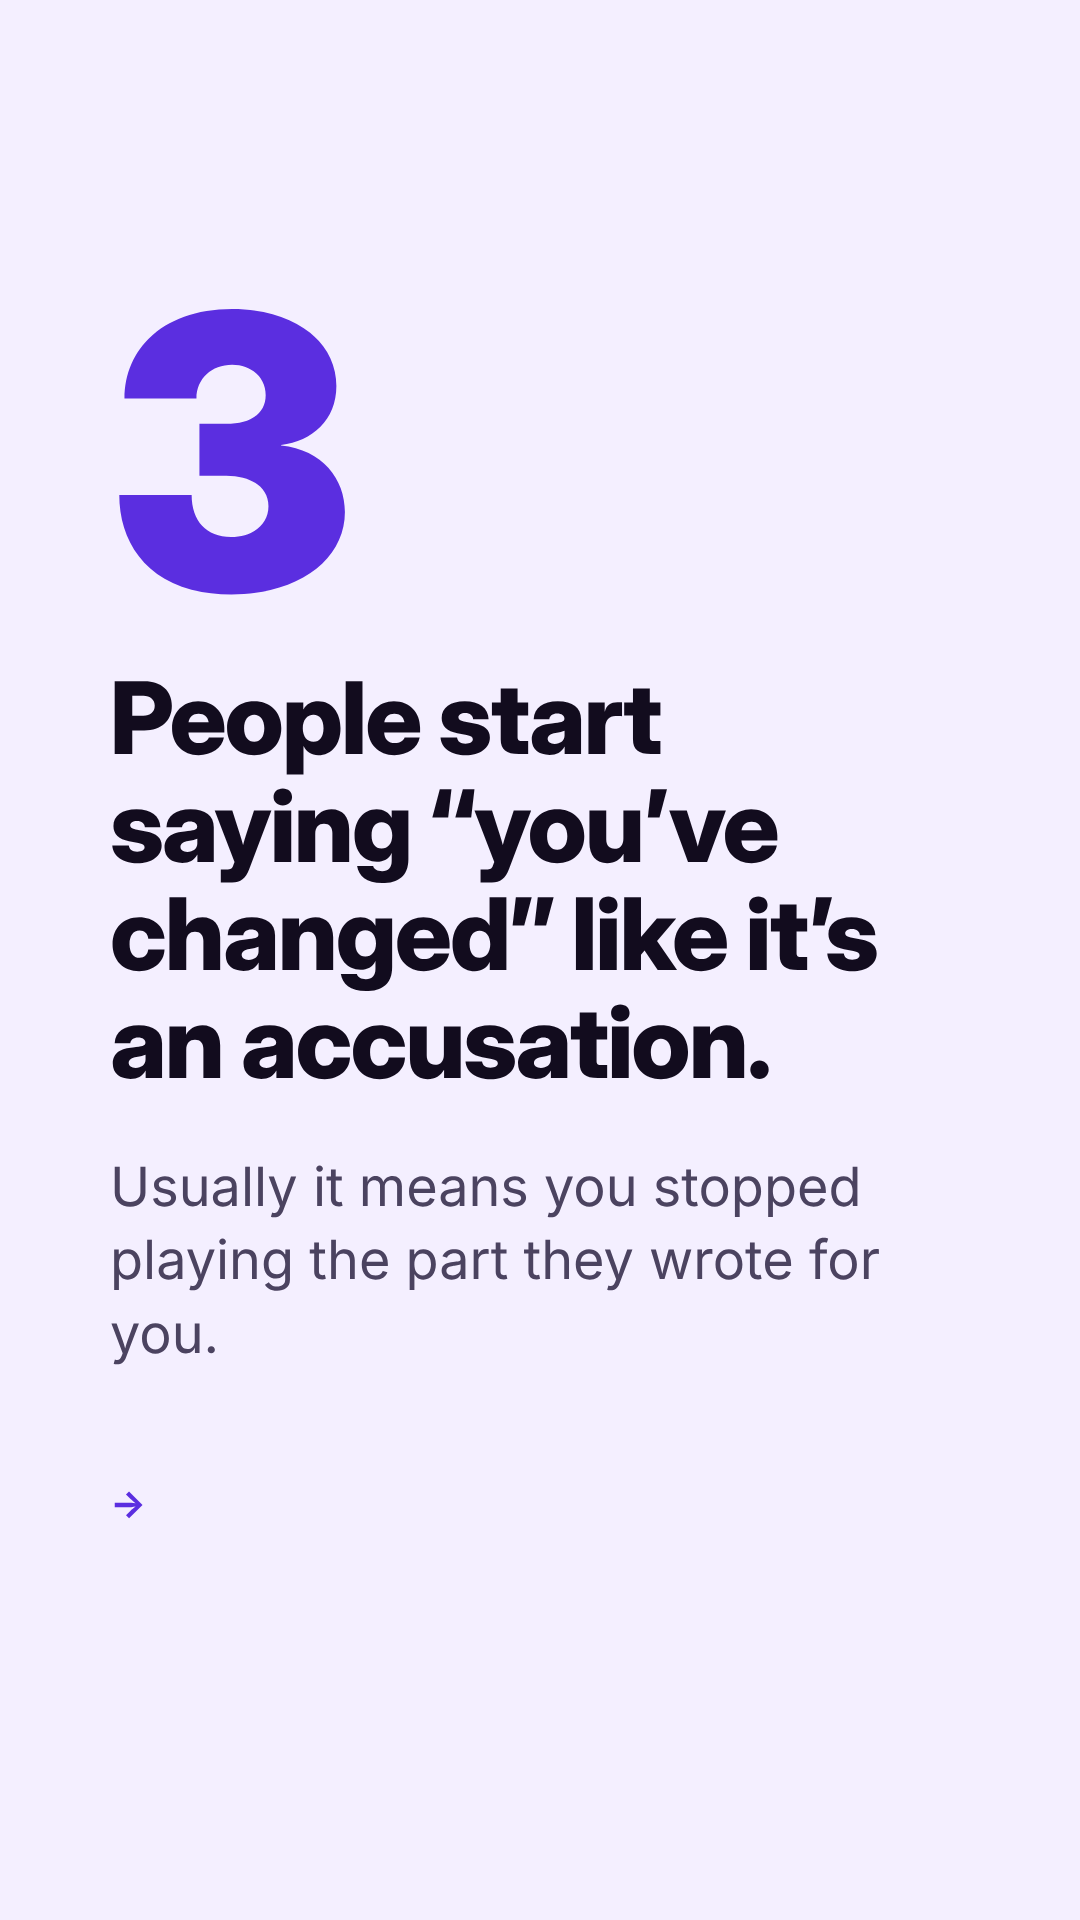 3
People start
saying “you’ve
changed” like it’s
an accusation.
Usually it means you stopped
playing the part they wrote for
you.
→